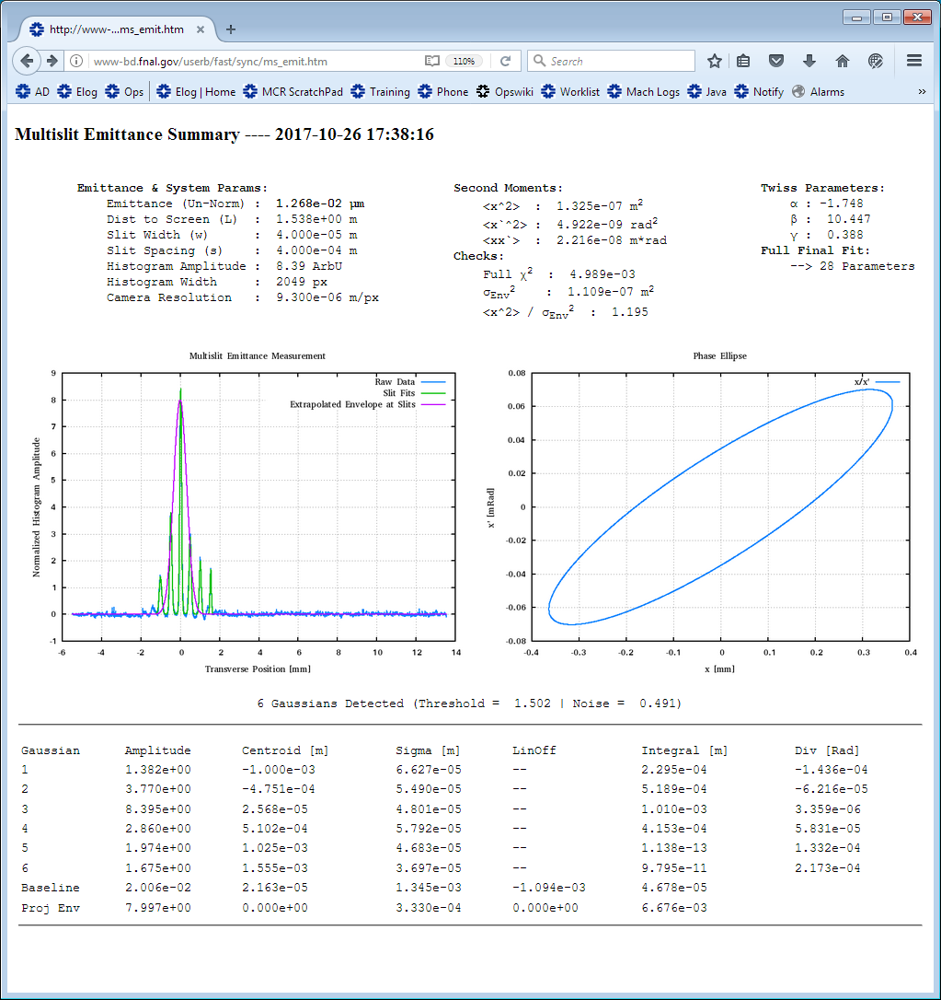 http://www-...ms_emit.htm
www-bd.fnal.gov/userb/fast/sync/ms_emit.htm 110% Search
AD Elog Ops Elog | Home MCR ScratchPad Training Phone Opswiki Worklist Mach Logs Java Notify Alarms »
Multislit Emittance Summary ---- 2017-10-26 17:38:16
Emittance & System Params:
Emittance (Un-Norm) : 1.268e-02 µm
Dist to Screen (L) : 1.538e+00 m
Slit Width (w) : 4.000e-05 m
Slit Spacing (s) : 4.000e-04 m
Histogram Amplitude : 8.39 ArbU
Histogram Width : 2049 px
Camera Resolution : 9.300e-06 m/px
Second Moments:
<x^2> : 1.325e-07 m²
<x`^2> : 4.922e-09 rad²
<xx`> : 2.216e-08 m*rad
Checks:
Full χ² : 4.989e-03
σEnv² : 1.109e-07 m²
<x^2> / σEnv² : 1.195
Twiss Parameters:
α : -1.748
β : 10.447
γ : 0.388
Full Final Fit:
--> 28 Parameters
Multislit Emittance Measurement
Raw Data
Slit Fits
Extrapolated Envelope at Slits
Normalized Histogram Amplitude
9
8
7
6
5
4
3
2
1
0
-1
-6 -4 -2 0 2 4 6 8 10 12 14
Transverse Position [mm]
Phase Ellipse
x/x'
x' [mRad]
0.08
0.06
0.04
0.02
0
-0.02
-0.04
-0.06
-0.08
-0.4 -0.3 -0.2 -0.1 0 0.1 0.2 0.3 0.4
x [mm]
6 Gaussians Detected (Threshold = 1.502 | Noise = 0.491)
Gaussian Amplitude Centroid [m] Sigma [m] LinOff Integral [m] Div [Rad]
1 1.382e+00 -1.000e-03 6.627e-05 -- 2.295e-04 -1.436e-04
2 3.770e+00 -4.751e-04 5.490e-05 -- 5.189e-04 -6.216e-05
3 8.395e+00 2.568e-05 4.801e-05 -- 1.010e-03 3.359e-06
4 2.860e+00 5.102e-04 5.792e-05 -- 4.153e-04 5.831e-05
5 1.974e+00 1.025e-03 4.683e-05 -- 1.138e-13 1.332e-04
6 1.675e+00 1.555e-03 3.697e-05 -- 9.795e-11 2.173e-04
Baseline 2.006e-02 2.163e-05 1.345e-03 -1.094e-03 4.678e-05
Proj Env 7.997e+00 0.000e+00 3.330e-04 0.000e+00 6.676e-03